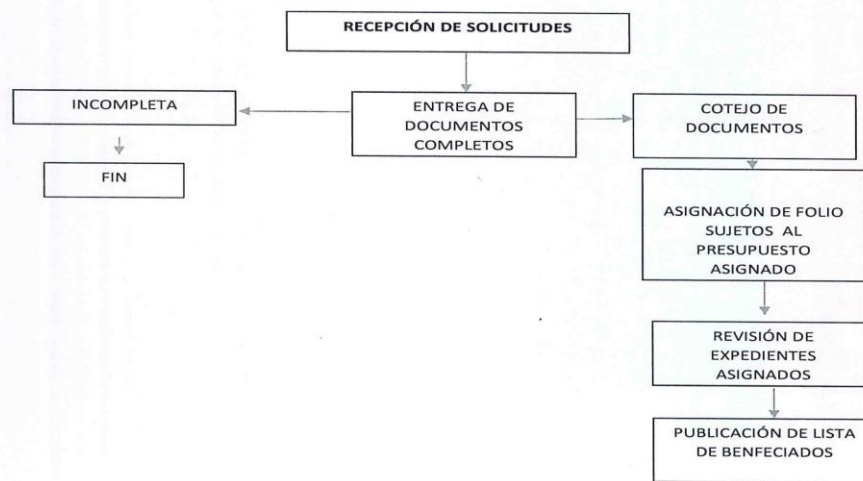 RECEPCIÓN DE SOLICITUDES
INCOMPLETA
FIN
ENTREGA DE
DOCUMENTOS
COMPLETOS
COTEJO DE
DOCUMENTOS
ASIGNACIÓN DE FOLIO
SUJETOS AL
PRESUPUESTO
ASIGNADO
REVISIÓN DE
EXPEDIENTES
ASIGNADOS
PUBLICACIÓN DE LISTA
DE BENFECIADOS